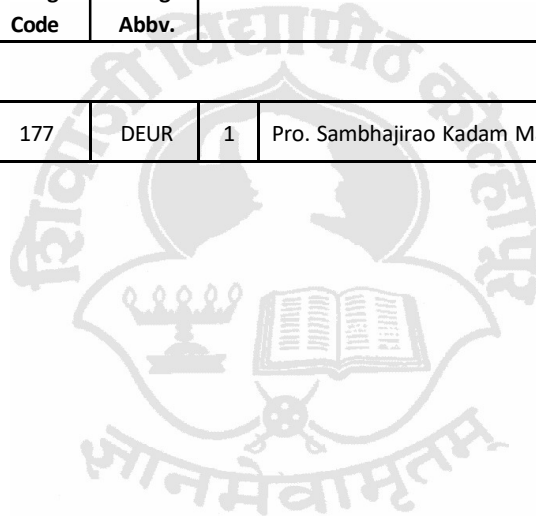 Code Abbv.
177 DEUR 1 Pro. Sambhajirao Kadam M
शिवाजी विद्यापीठ कोल्हापूर
ज्ञानमेवामृतम्